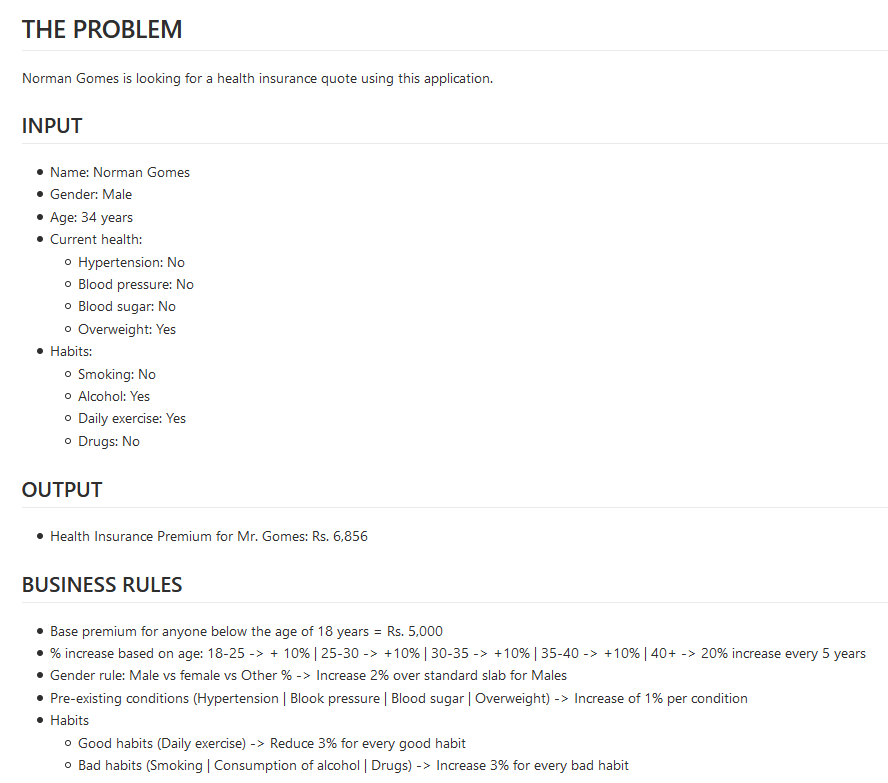 THE PROBLEM
Norman Gomes is looking for a health insurance quote using this application.
INPUT
Name: Norman Gomes
Gender: Male
Age: 34 years
Current health:
Hypertension: No
Blood pressure: No
Blood sugar: No
Overweight: Yes
Habits:
Smoking: No
Alcohol: Yes
Daily exercise: Yes
Drugs: No
OUTPUT
Health Insurance Premium for Mr. Gomes: Rs. 6,856
BUSINESS RULES
Base premium for anyone below the age of 18 years = Rs. 5,000
% increase based on age: 18-25 -> + 10% | 25-30 -> +10% | 30-35 -> +10% | 35-40 -> +10% | 40+ -> 20% increase every 5 years
Gender rule: Male vs female vs Other % -> Increase 2% over standard slab for Males
Pre-existing conditions (Hypertension | Blook pressure | Blood sugar | Overweight) -> Increase of 1% per condition
Habits
Good habits (Daily exercise) -> Reduce 3% for every good habit
Bad habits (Smoking | Consumption of alcohol | Drugs) -> Increase 3% for every bad habit